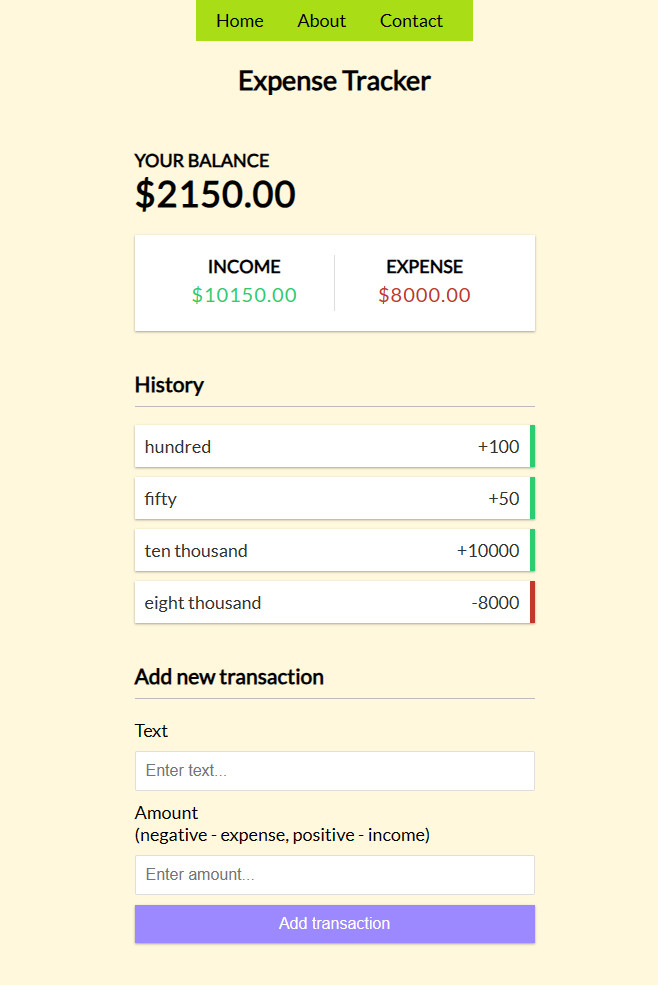 Home About Contact
Expense Tracker
YOUR BALANCE
$2150.00
INCOME EXPENSE
$10150.00 $8000.00
History
hundred +100
fifty +50
ten thousand +10000
eight thousand -8000
Add new transaction
Text
Enter text...
Amount
(negative - expense, positive - income)
Enter amount...
Add transaction